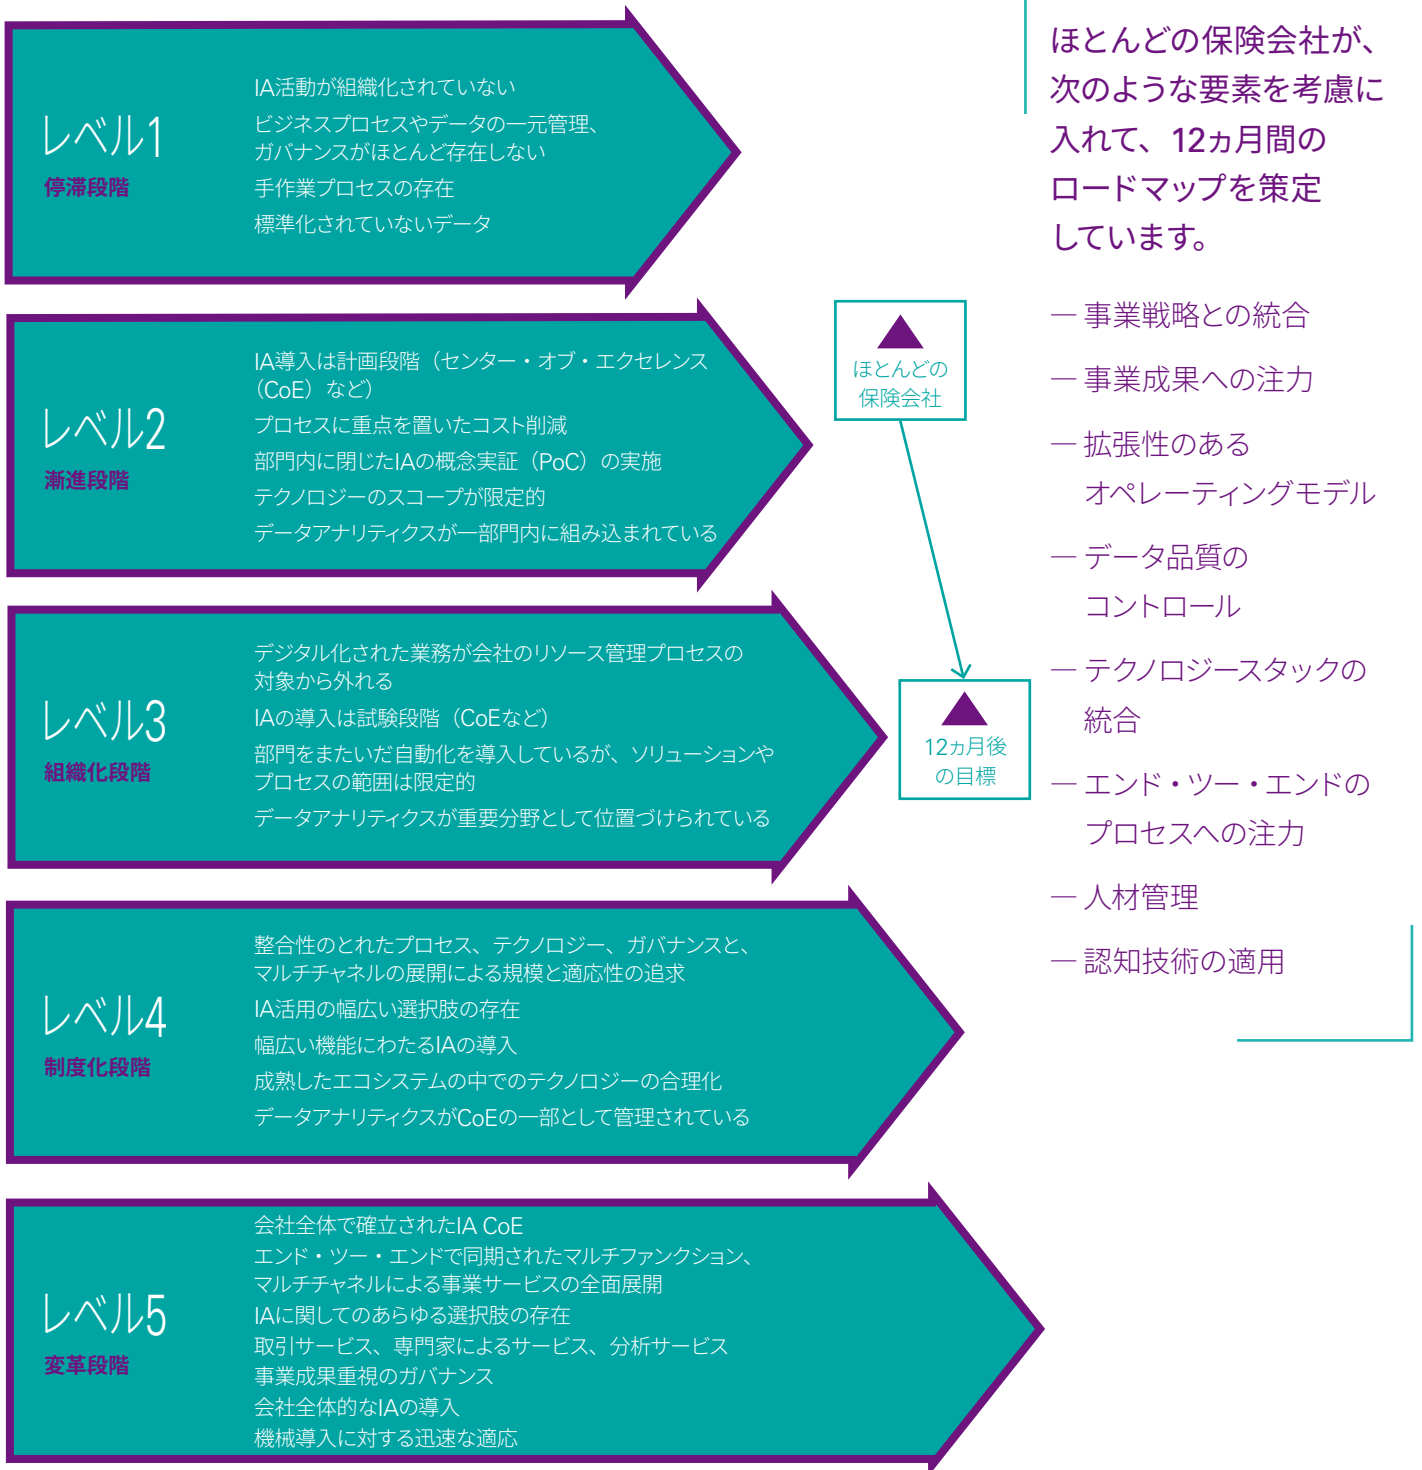 レベル1
停滞段階
IA活動が組織化されていない
ビジネスプロセスやデータの一元管理、
ガバナンスがほとんど存在しない
手作業プロセスの存在
標準化されていないデータ
レベル2
漸進段階
IA導入は計画段階（センター・オブ・エクセレンス
（CoE）など）
プロセスに重点を置いたコスト削減
部門内に閉じたIAの概念実証（PoC）の実施
テクノロジーのスコープが限定的
データアナリティクスが一部門内に組み込まれている
レベル3
組織化段階
デジタル化された業務が会社のリソース管理プロセスの
対象から外れる
IAの導入は試験段階（CoEなど）
部門をまたいだ自動化を導入しているが、ソリューションや
プロセスの範囲は限定的
データアナリティクスが重要分野として位置づけられている
レベル4
制度化段階
整合性のとれたプロセス、テクノロジー、ガバナンスと、
マルチチャネルの展開による規模と適応性の追求
IA活用の幅広い選択肢の存在
幅広い機能にわたるIAの導入
成熟したエコシステムの中でのテクノロジーの合理化
データアナリティクスがCoEの一部として管理されている
レベル5
変革段階
会社全体で確立されたIA CoE
エンド・ツー・エンドで同期されたマルチファンクション、
マルチチャネルによる事業サービスの全面展開
IAに関してのあらゆる選択肢の存在
取引サービス、専門家によるサービス、分析サービス
事業成果重視のガバナンス
会社全体的なIAの導入
機械導入に対する迅速な適応
ほとんどの
保険会社
12ヵ月後
の目標
ほとんどの保険会社が、
次のような要素を考慮に
入れて、12ヵ月間の
ロードマップを策定
しています。
― 事業戦略との統合
― 事業成果への注力
― 拡張性のある
オペレーティングモデル
― データ品質の
コントロール
― テクノロジースタックの
統合
― エンド・ツー・エンドの
プロセスへの注力
― 人材管理
― 認知技術の適用